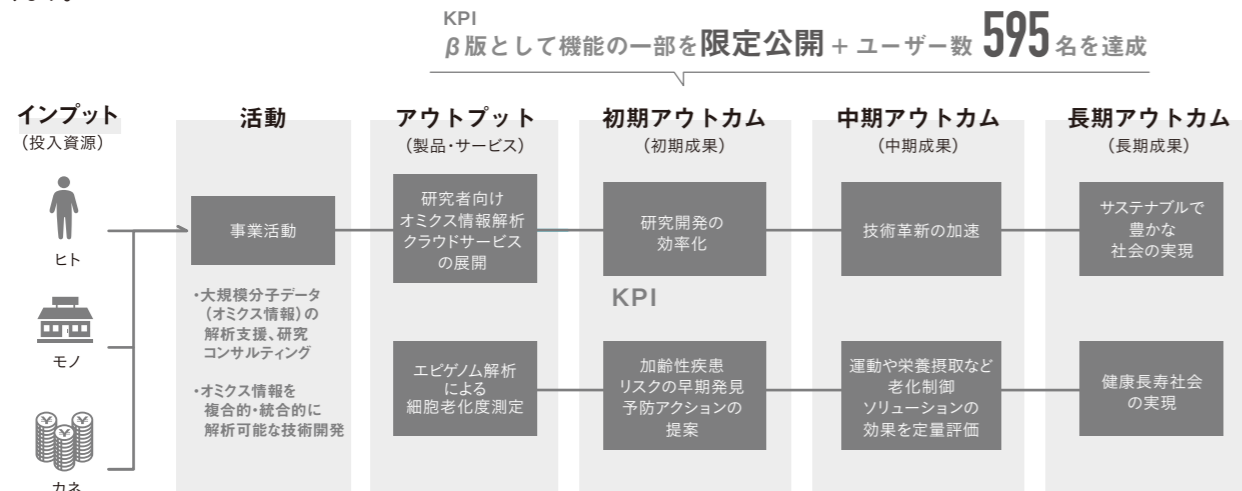 KPI
β版として機能の一部を限定公開+ユーザー数 595名を達成
インプット
(投入資源)
ヒト
モノ
カネ
活動
事業活動
・大規模分子データ
(オミクス情報)の
解析支援、研究
コンサルティング
・オミクス情報を
複合的・統合的に
解析可能な技術開発
アウトプット
(製品・サービス)
研究者向け
オミクス情報解析
クラウドサービス
の展開
エピゲノム解析
による
細胞老化度測定
初期アウトカム
(初期成果)
研究開発の
効率化
KPI
加齢性疾患
リスクの早期発見
予防アクションの
提案
中期アウトカム
(中期成果)
技術革新の加速
運動や栄養摂取など
老化制御
ソリューションの
効果を定量評価
長期アウトカム
(長期成果)
サステナブルで
豊かな
社会の実現
健康長寿社会
の実現